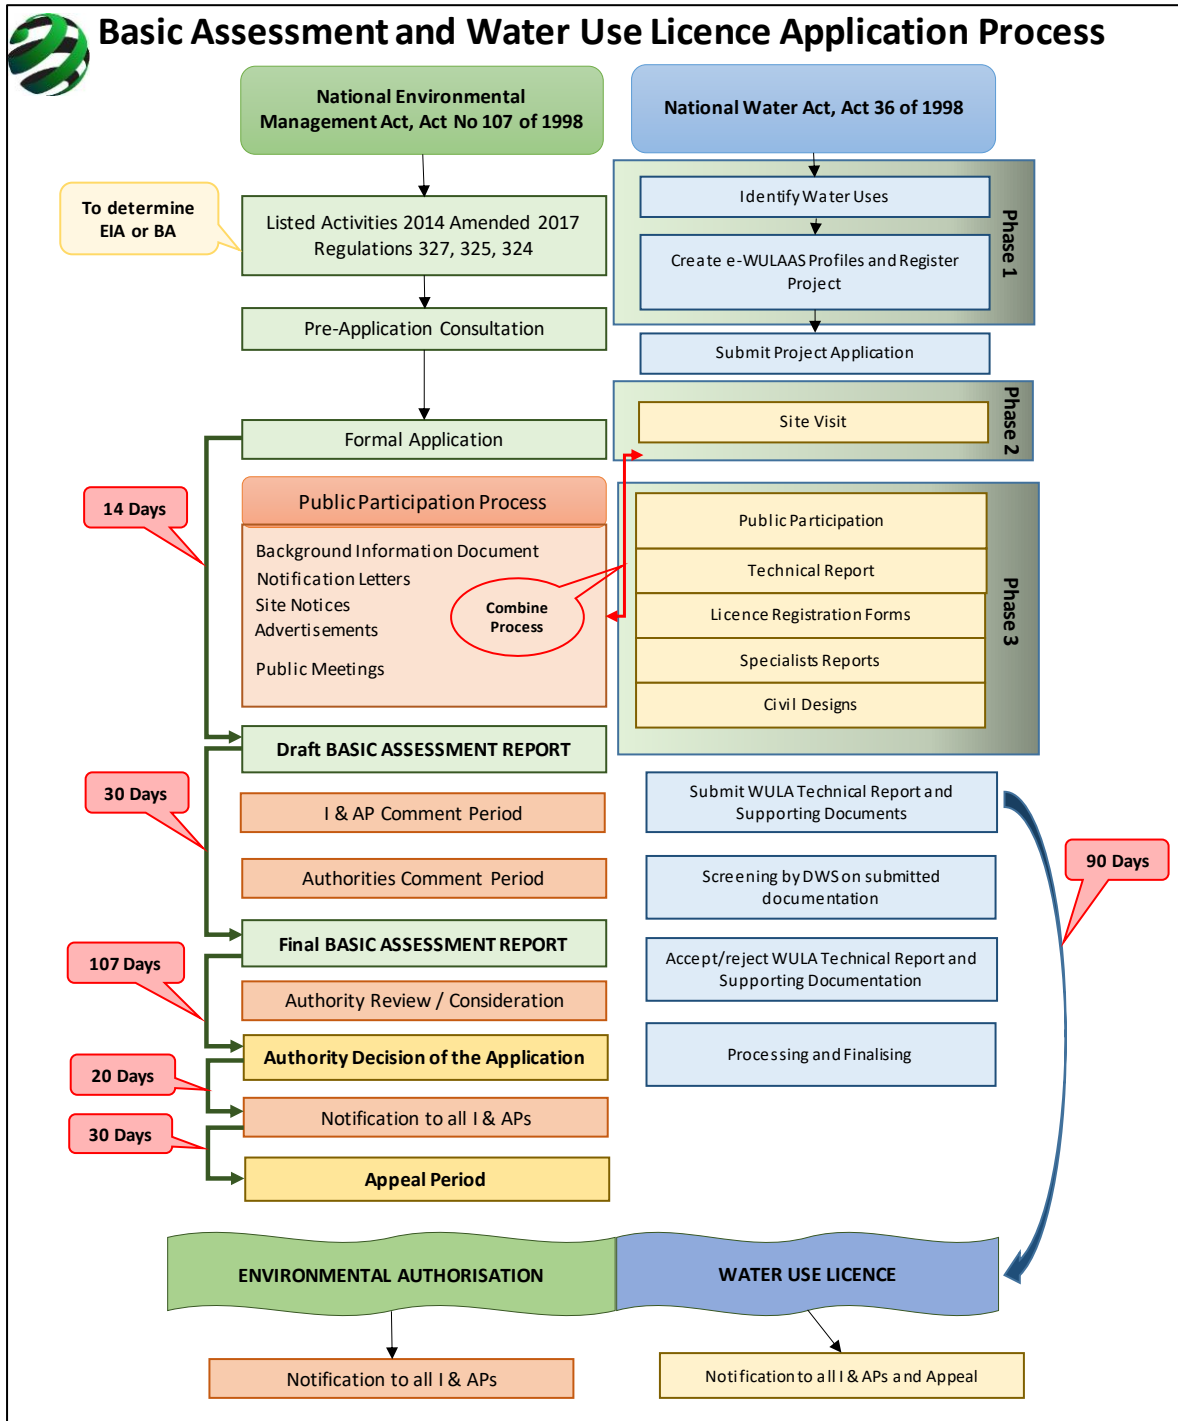 Basic Assessment and Water Use Licence Application Process
National Environmental
Management Act, Act No 107 of 1998
National Water Act, Act 36 of 1998
To determine
EIA or BA
Listed Activities 2014 Amended 2017
Regulations 327, 325, 324
Pre-Application Consultation
Formal Application
Identify Water Uses
Create e-WULAAS Profiles and Register
Project
Phase 1
Submit Project Application
Site Visit
Phase 2
14 Days
Public Participation Process
Background Information Document
Notification Letters
Site Notices
Advertisements
Public Meetings
Combine
Process
Public Participation
Technical Report
Licence Registration Forms
Specialists Reports
Civil Designs
Phase 3
Draft BASIC ASSESSMENT REPORT
30 Days
I & AP Comment Period
Authorities Comment Period
Final BASIC ASSESSMENT REPORT
107 Days
Authority Review / Consideration
Authority Decision of the Application
20 Days
Notification to all I & APs
30 Days
Appeal Period
Submit WULA Technical Report and
Supporting Documents
Screening by DWS on submitted
documentation
Accept/reject WULA Technical Report and
Supporting Documentation
Processing and Finalising
90 Days
ENVIRONMENTAL AUTHORISATION
WATER USE LICENCE
Notification to all I & APs
Notification to all I & APs and Appeal